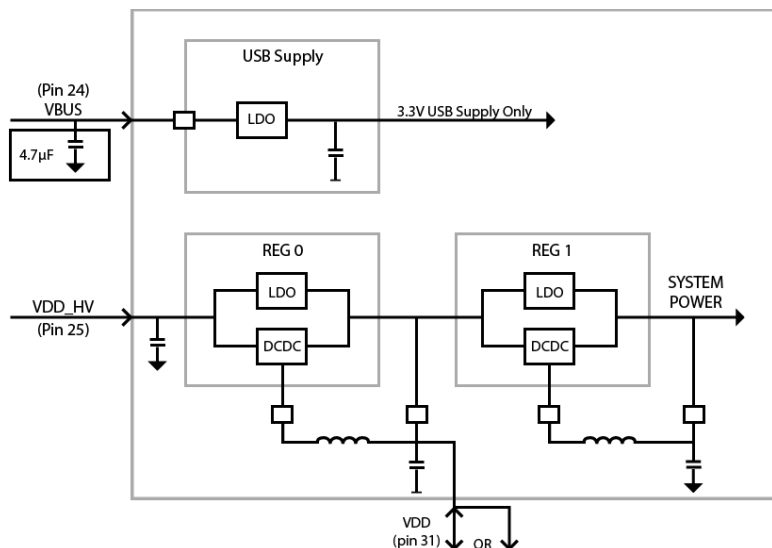 USB Supply
(Pin 24)
VBUS
LDO
3.3V USB Supply Only
4.7µF
REG 0
REG 1
LDO
LDO
SYSTEM
POWER
VDD_HV
(Pin 25)
DCDC
DCDC
VDD
(pin 31)
OR